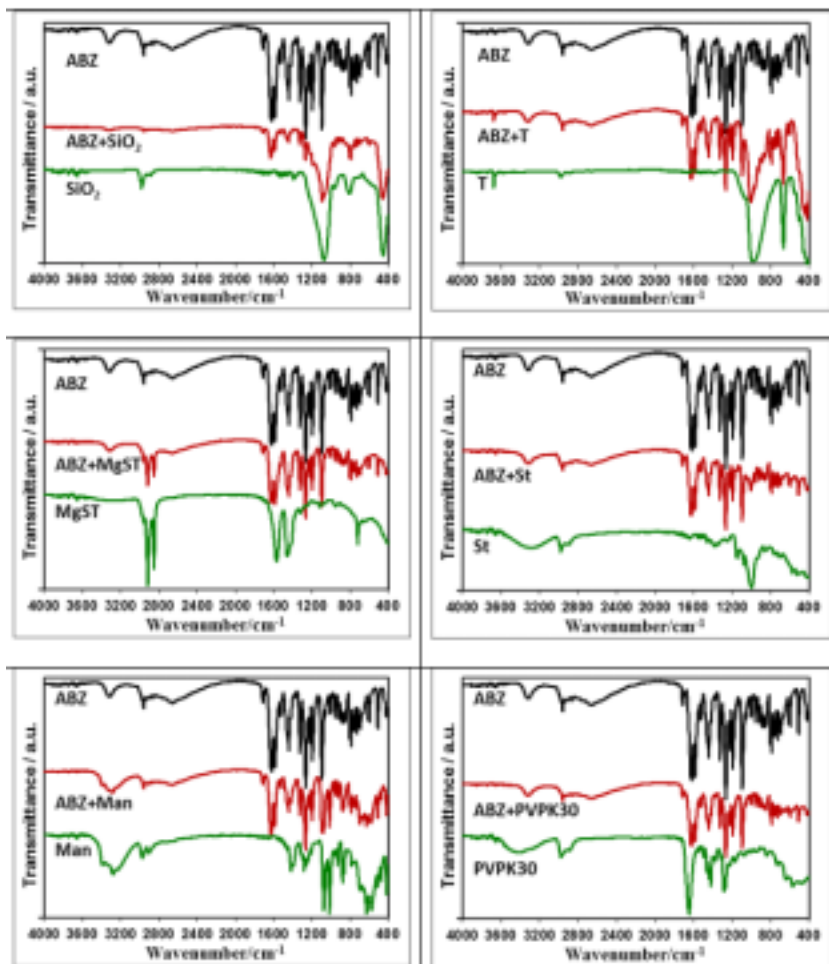 Transmittance / a.u.
ABZ
ABZ+SiO₂
SiO₂
4000 3600 3200 2800 2400 2000 1600 1200 800 400
Wavenumber/cm⁻¹
Transmittance / a.u.
ABZ
ABZ+T
T
4000 3600 3200 2800 2400 2000 1600 1200 800 400
Wavenumber/cm⁻¹
Transmittance / a.u.
ABZ
ABZ+MgST
MgST
4000 3600 3200 2800 2400 2000 1600 1200 800 400
Wavenumber/cm⁻¹
Transmittance / a.u.
ABZ
ABZ+St
St
4000 3600 3200 2800 2400 2000 1600 1200 800 400
Wavenumber/cm⁻¹
Transmittance / a.u.
ABZ
ABZ+Man
Man
4000 3600 3200 2800 2400 2000 1600 1200 800 400
Wavenumber/cm⁻¹
Transmittance / a.u.
ABZ
ABZ+PVPK30
PVPK30
4000 3600 3200 2800 2400 2000 1600 1200 800 400
Wavenumber/cm⁻¹